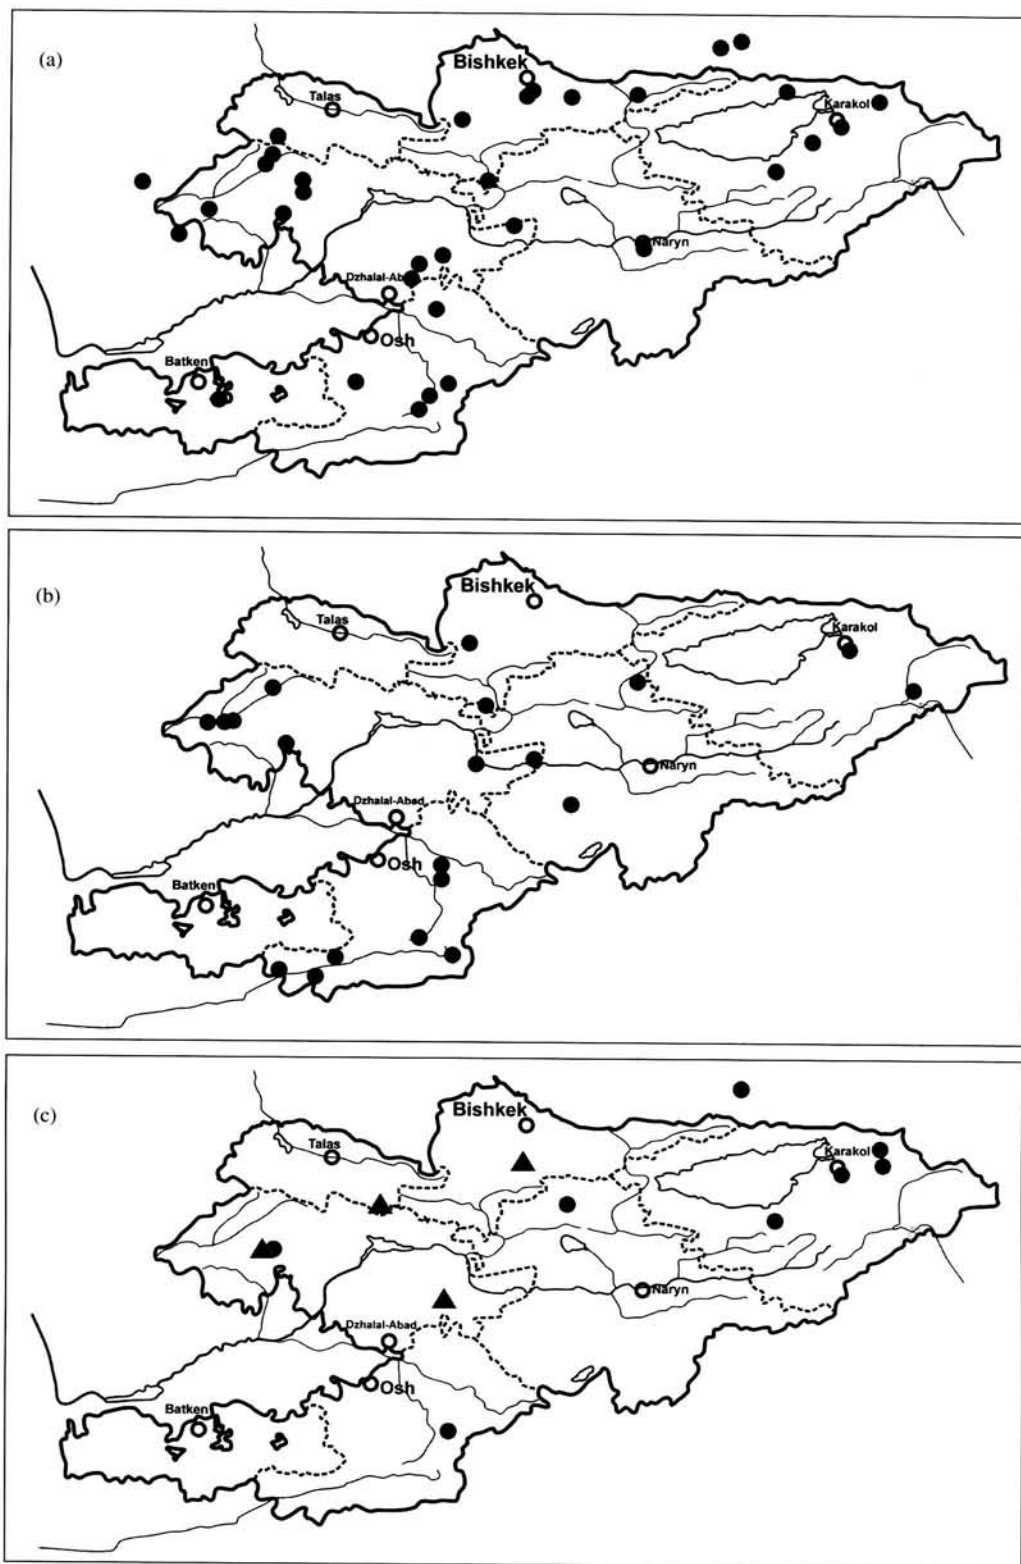 (a)
Bishkek
Talas
Karakol
Naryn
Dzhalal-Ab
Osh
Batken
(b)
Bishkek
Talas
Karakol
Naryn
Dzhalal-Abad
Osh
Batken
(c)
Bishkek
Talas
Karakol
Naryn
Dzhalal-Abad
Osh
Batken